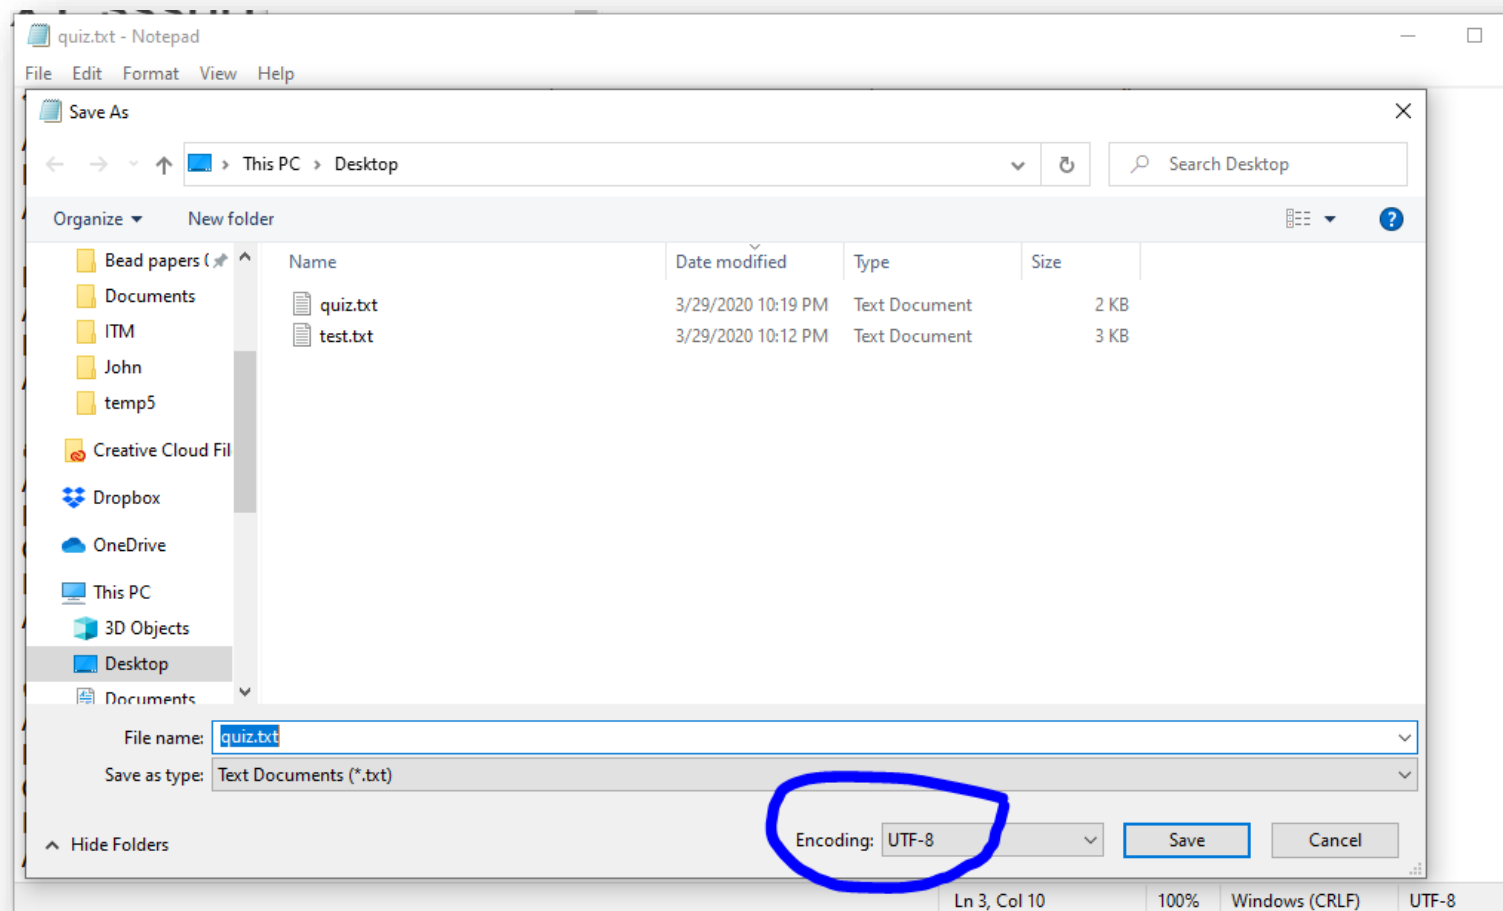 quiz.txt - Notepad
File Edit Format View Help
Save As
This PC Desktop
Search Desktop
Organize New folder
Name Date modified Type Size
Bead papers (
Documents
ITM
John
temp5
Creative Cloud Fil
Dropbox
OneDrive
This PC
3D Objects
Desktop
Documents
quiz.txt 3/29/2020 10:19 PM Text Document 2 KB
test.txt 3/29/2020 10:12 PM Text Document 3 KB
File name: quiz.txt
Save as type: Text Documents (*.txt)
Hide Folders
Encoding: UTF-8
Save Cancel
Ln 3, Col 10 100% Windows (CRLF) UTF-8